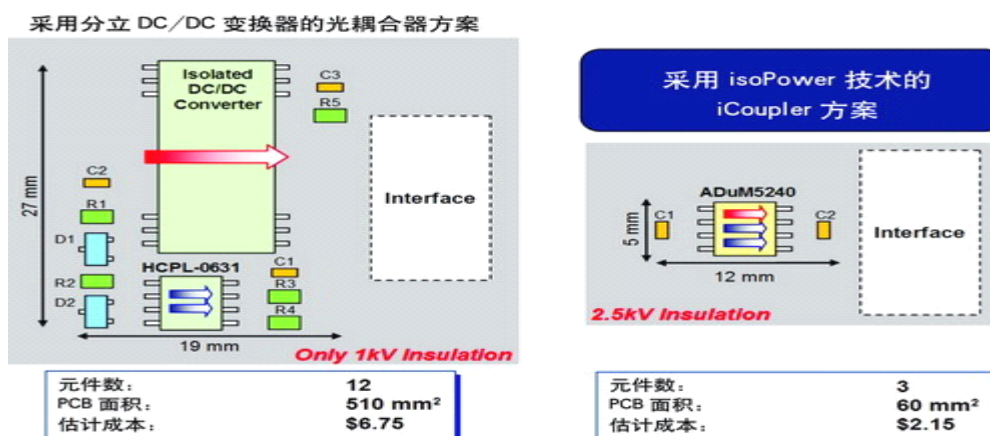 采用分立 DC/DC 变换器的光耦合器方案
Isolated
DC/DC
Converter
C3
R5
C2
R1
D1
R2
D2
27 mm
HCPL-0631
C1
R3
R4
19 mm
Interface
Only 1kV Insulation
元件数： 12
PCB 面积： 510 mm²
估计成本： $6.75
采用 isoPower 技术的
iCoupler 方案
ADuM5240
C1
C2
5 mm
12 mm
Interface
2.5kV Insulation
元件数： 3
PCB 面积： 60 mm²
估计成本： $2.15